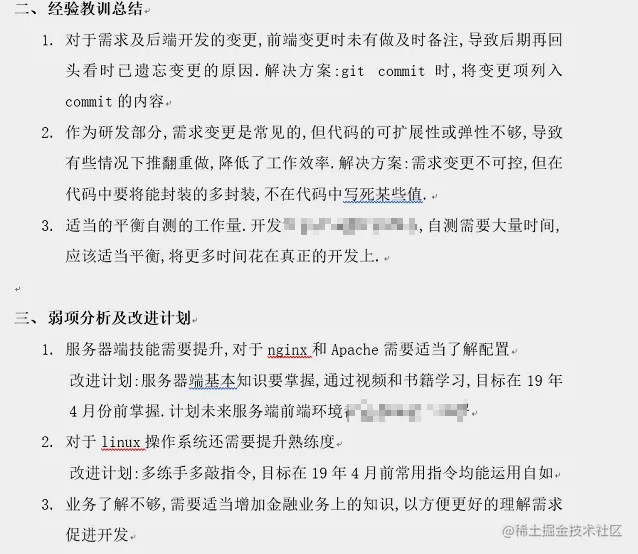 二、经验教训总结
1. 对于需求及后端开发的变更,前端变更时未有做及时备注,导致后期再回
头看时已遗忘变更的原因.解决方案:git commit 时,将变更项列入
commit 的内容
2. 作为研发部分,需求变更是常见的,但代码的可扩展性或弹性不够,导致
有些情况下推翻重做,降低了工作效率.解决方案:需求变更不可控,但在
代码中要将能封装的多封装,不在代码中写死某些值.
3. 适当的平衡自测的工作量.开发,自测需要大量时间,
应该适当平衡,将更多时间花在真正的开发上.
三、弱项分析及改进计划
1. 服务器端技能需要提升,对于 nginx 和 Apache 需要适当了解配置
改进计划:服务器端基本知识要掌握,通过视频和书籍学习,目标在 19 年
4 月份前掌握.计划未来服务端前端环境
2. 对于 linux 操作系统还需要提升熟练度
改进计划:多练手多敲指令,目标在 19 年 4 月前常用指令均能运用自如
3. 业务了解不够,需要适当增加金融业务上的知识,以方便更好的理解需求
促进开发
@稀土掘金技术社区